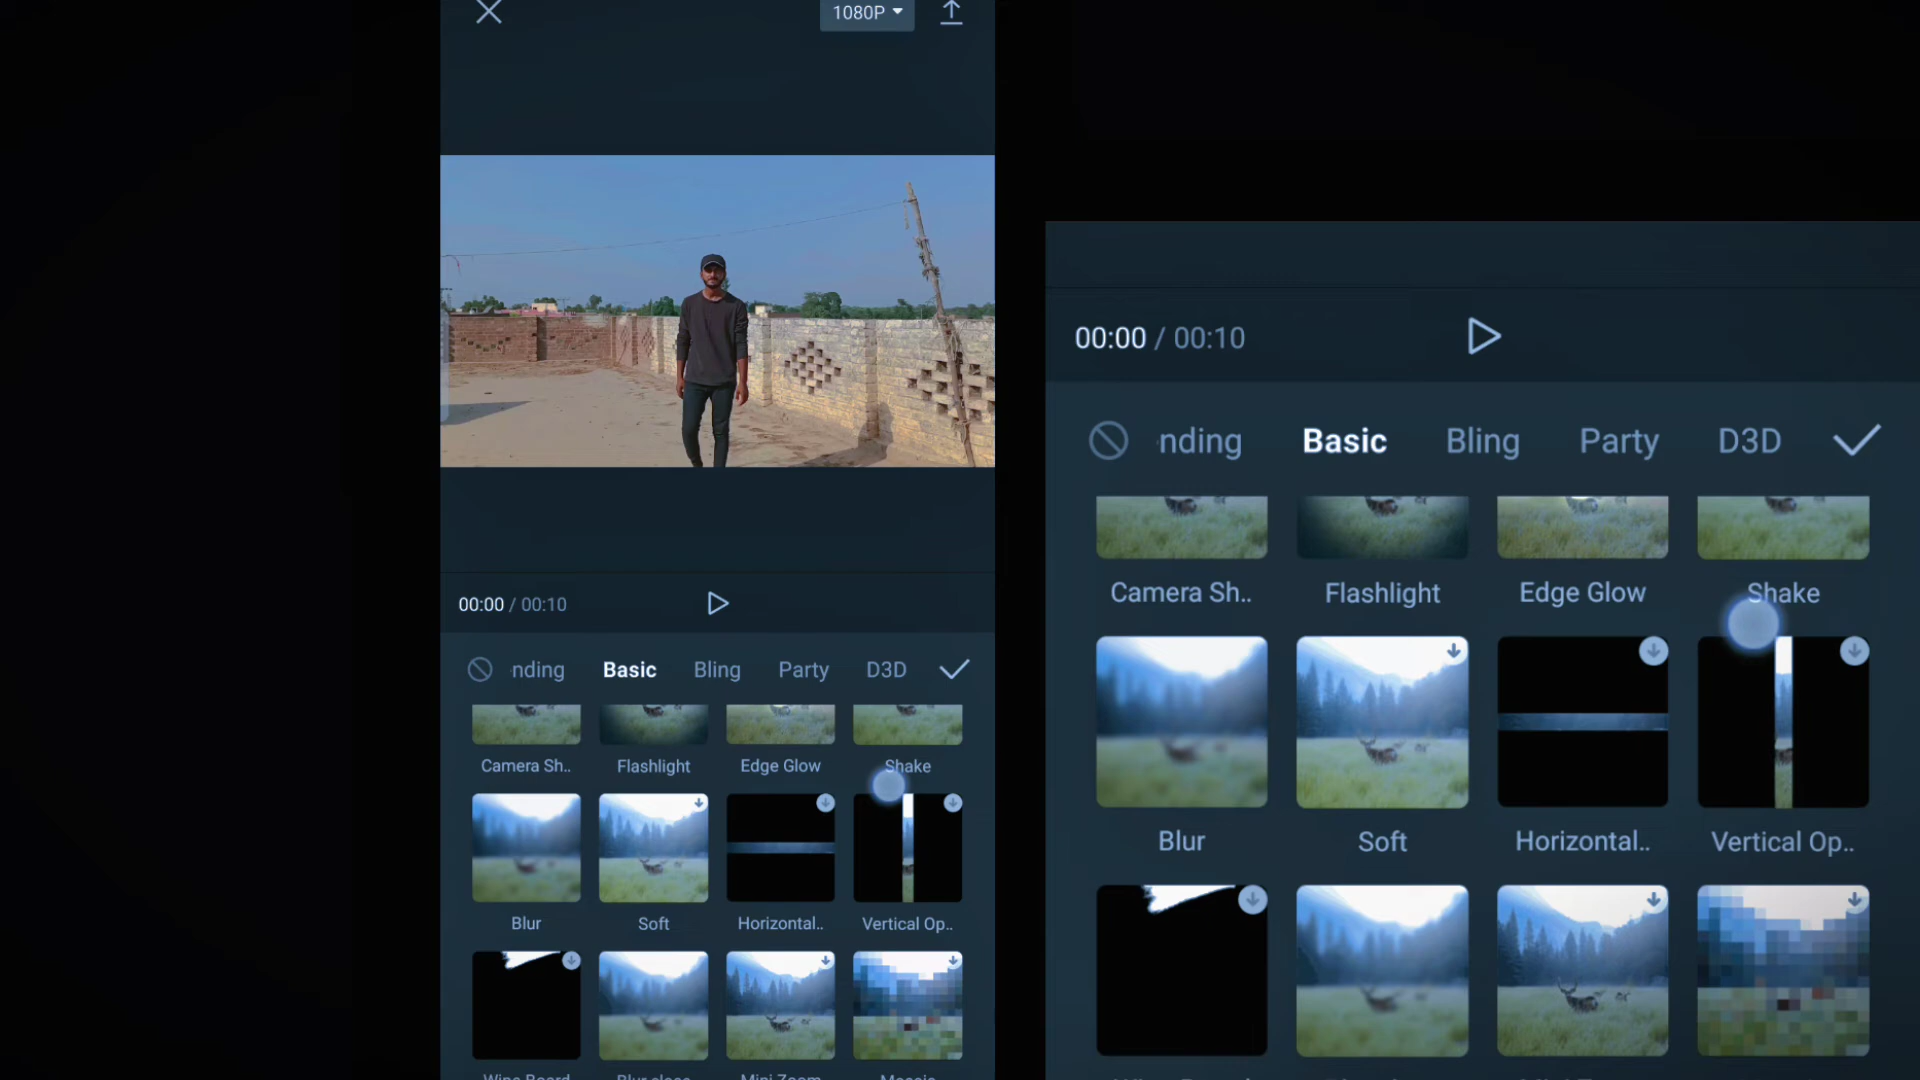 1080P
00:00 / 00:10
nding Basic Bling Party D3D
Camera Sh.. Flashlight Edge Glow Shake
Blur Soft Horizontal.. Vertical Op..
00:00 / 00:10
nding Basic Bling Party D3D
Camera Sh.. Flashlight Edge Glow Shake
Blur Soft Horizontal.. Vertical Op..